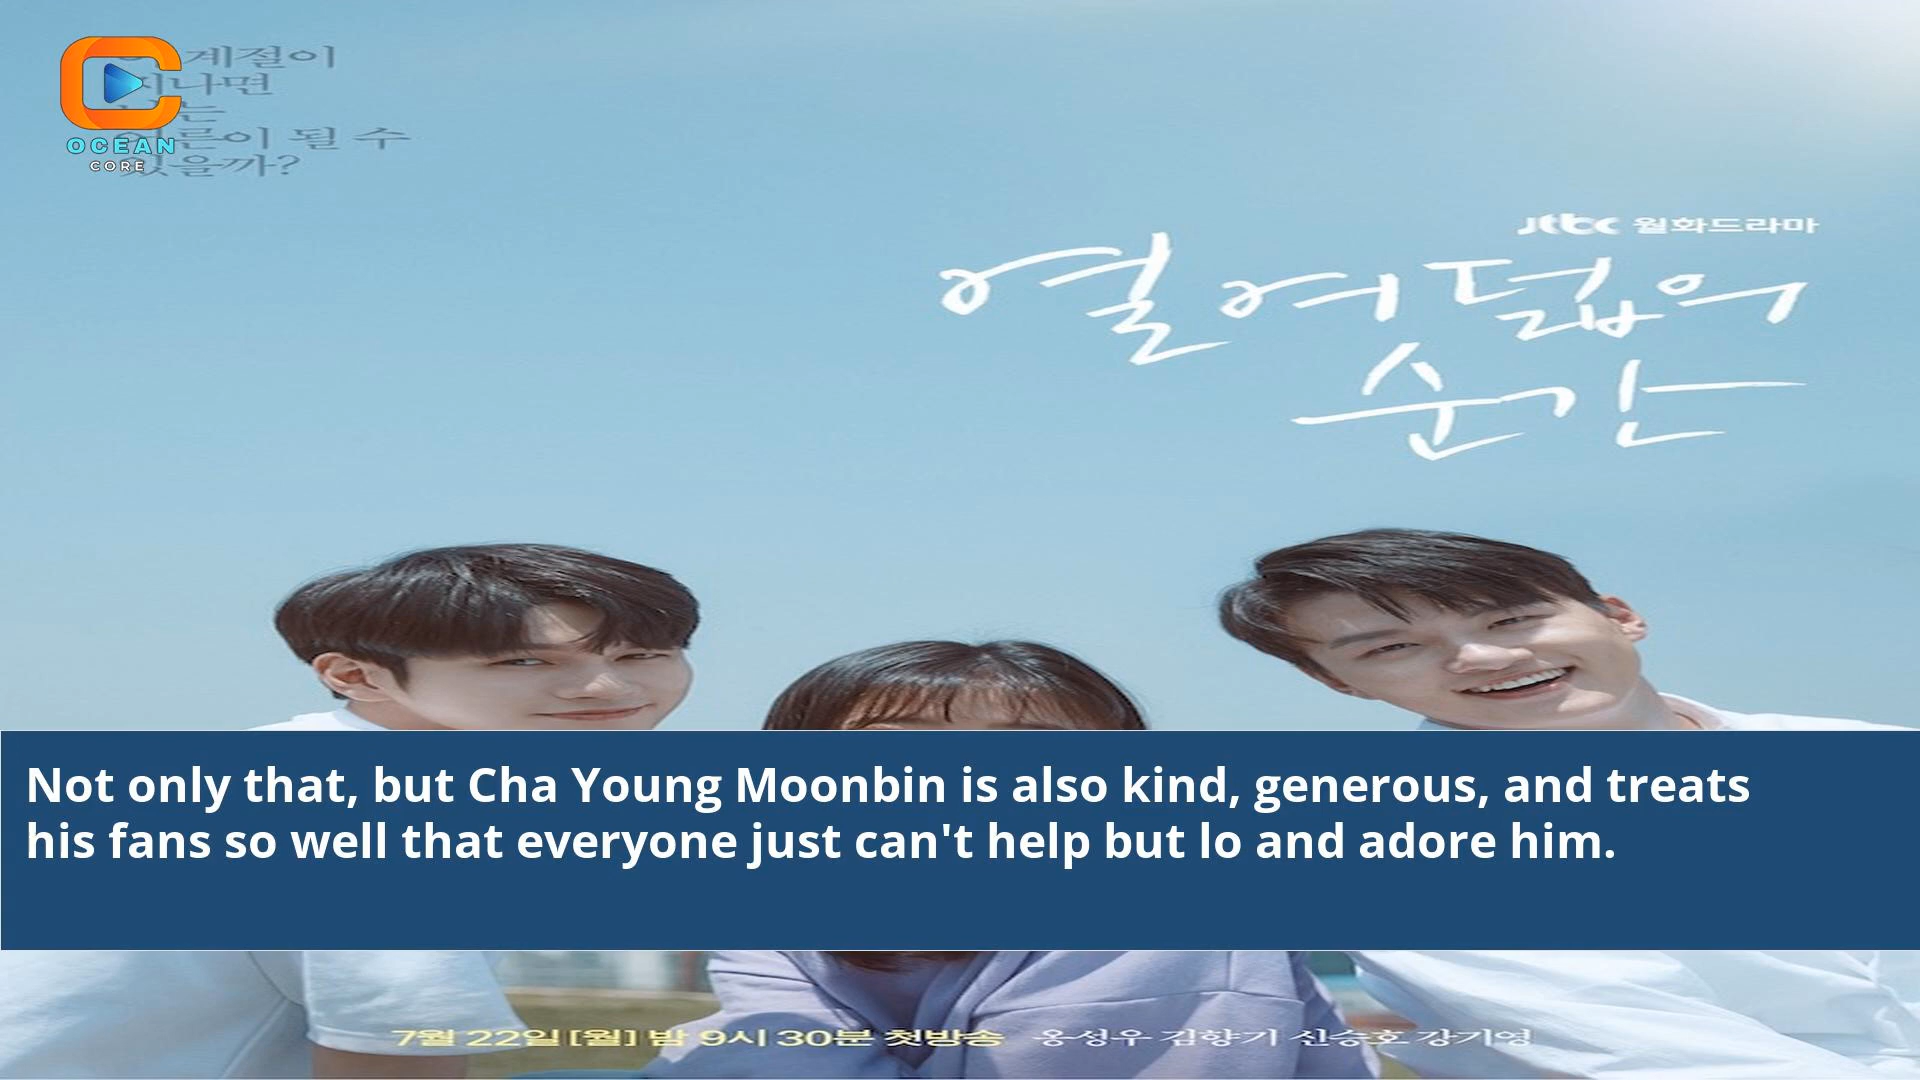 계절이
지나면
는
른이 될 수
있을까?
OCEAN
CORE
jtbc 월화드라마
열여덟의
순간
Not only that, but Cha Young Moonbin is also kind, generous, and treats
his fans so well that everyone just can't help but lo and adore him.
7월 22일 [월] 밤 9시 30분 첫방송 옹성우 김향기 신승호 강기영